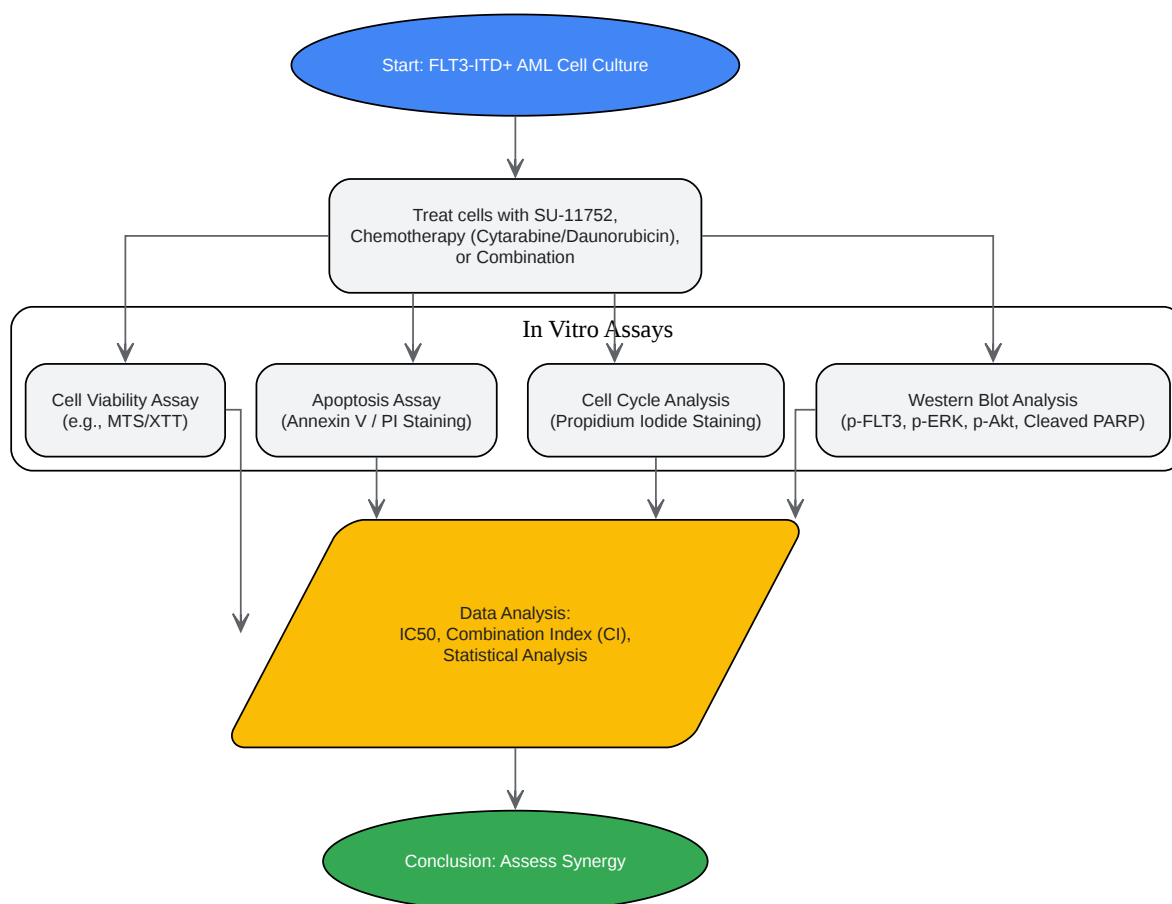 Start: FLT3-ITD+ AML Cell Culture
Treat cells with SU-11752,
Chemotherapy (Cytarabine/Daunorubicin),
or Combination
In Vitro Assays
Cell Viability Assay
(e.g., MTS/XTT)
Apoptosis Assay
(Annexin V / PI Staining)
Cell Cycle Analysis
(Propidium Iodide Staining)
Western Blot Analysis
(p-FLT3, p-ERK, p-Akt, Cleaved PARP)
Data Analysis:
IC50, Combination Index (CI),
Statistical Analysis
Conclusion: Assess Synergy